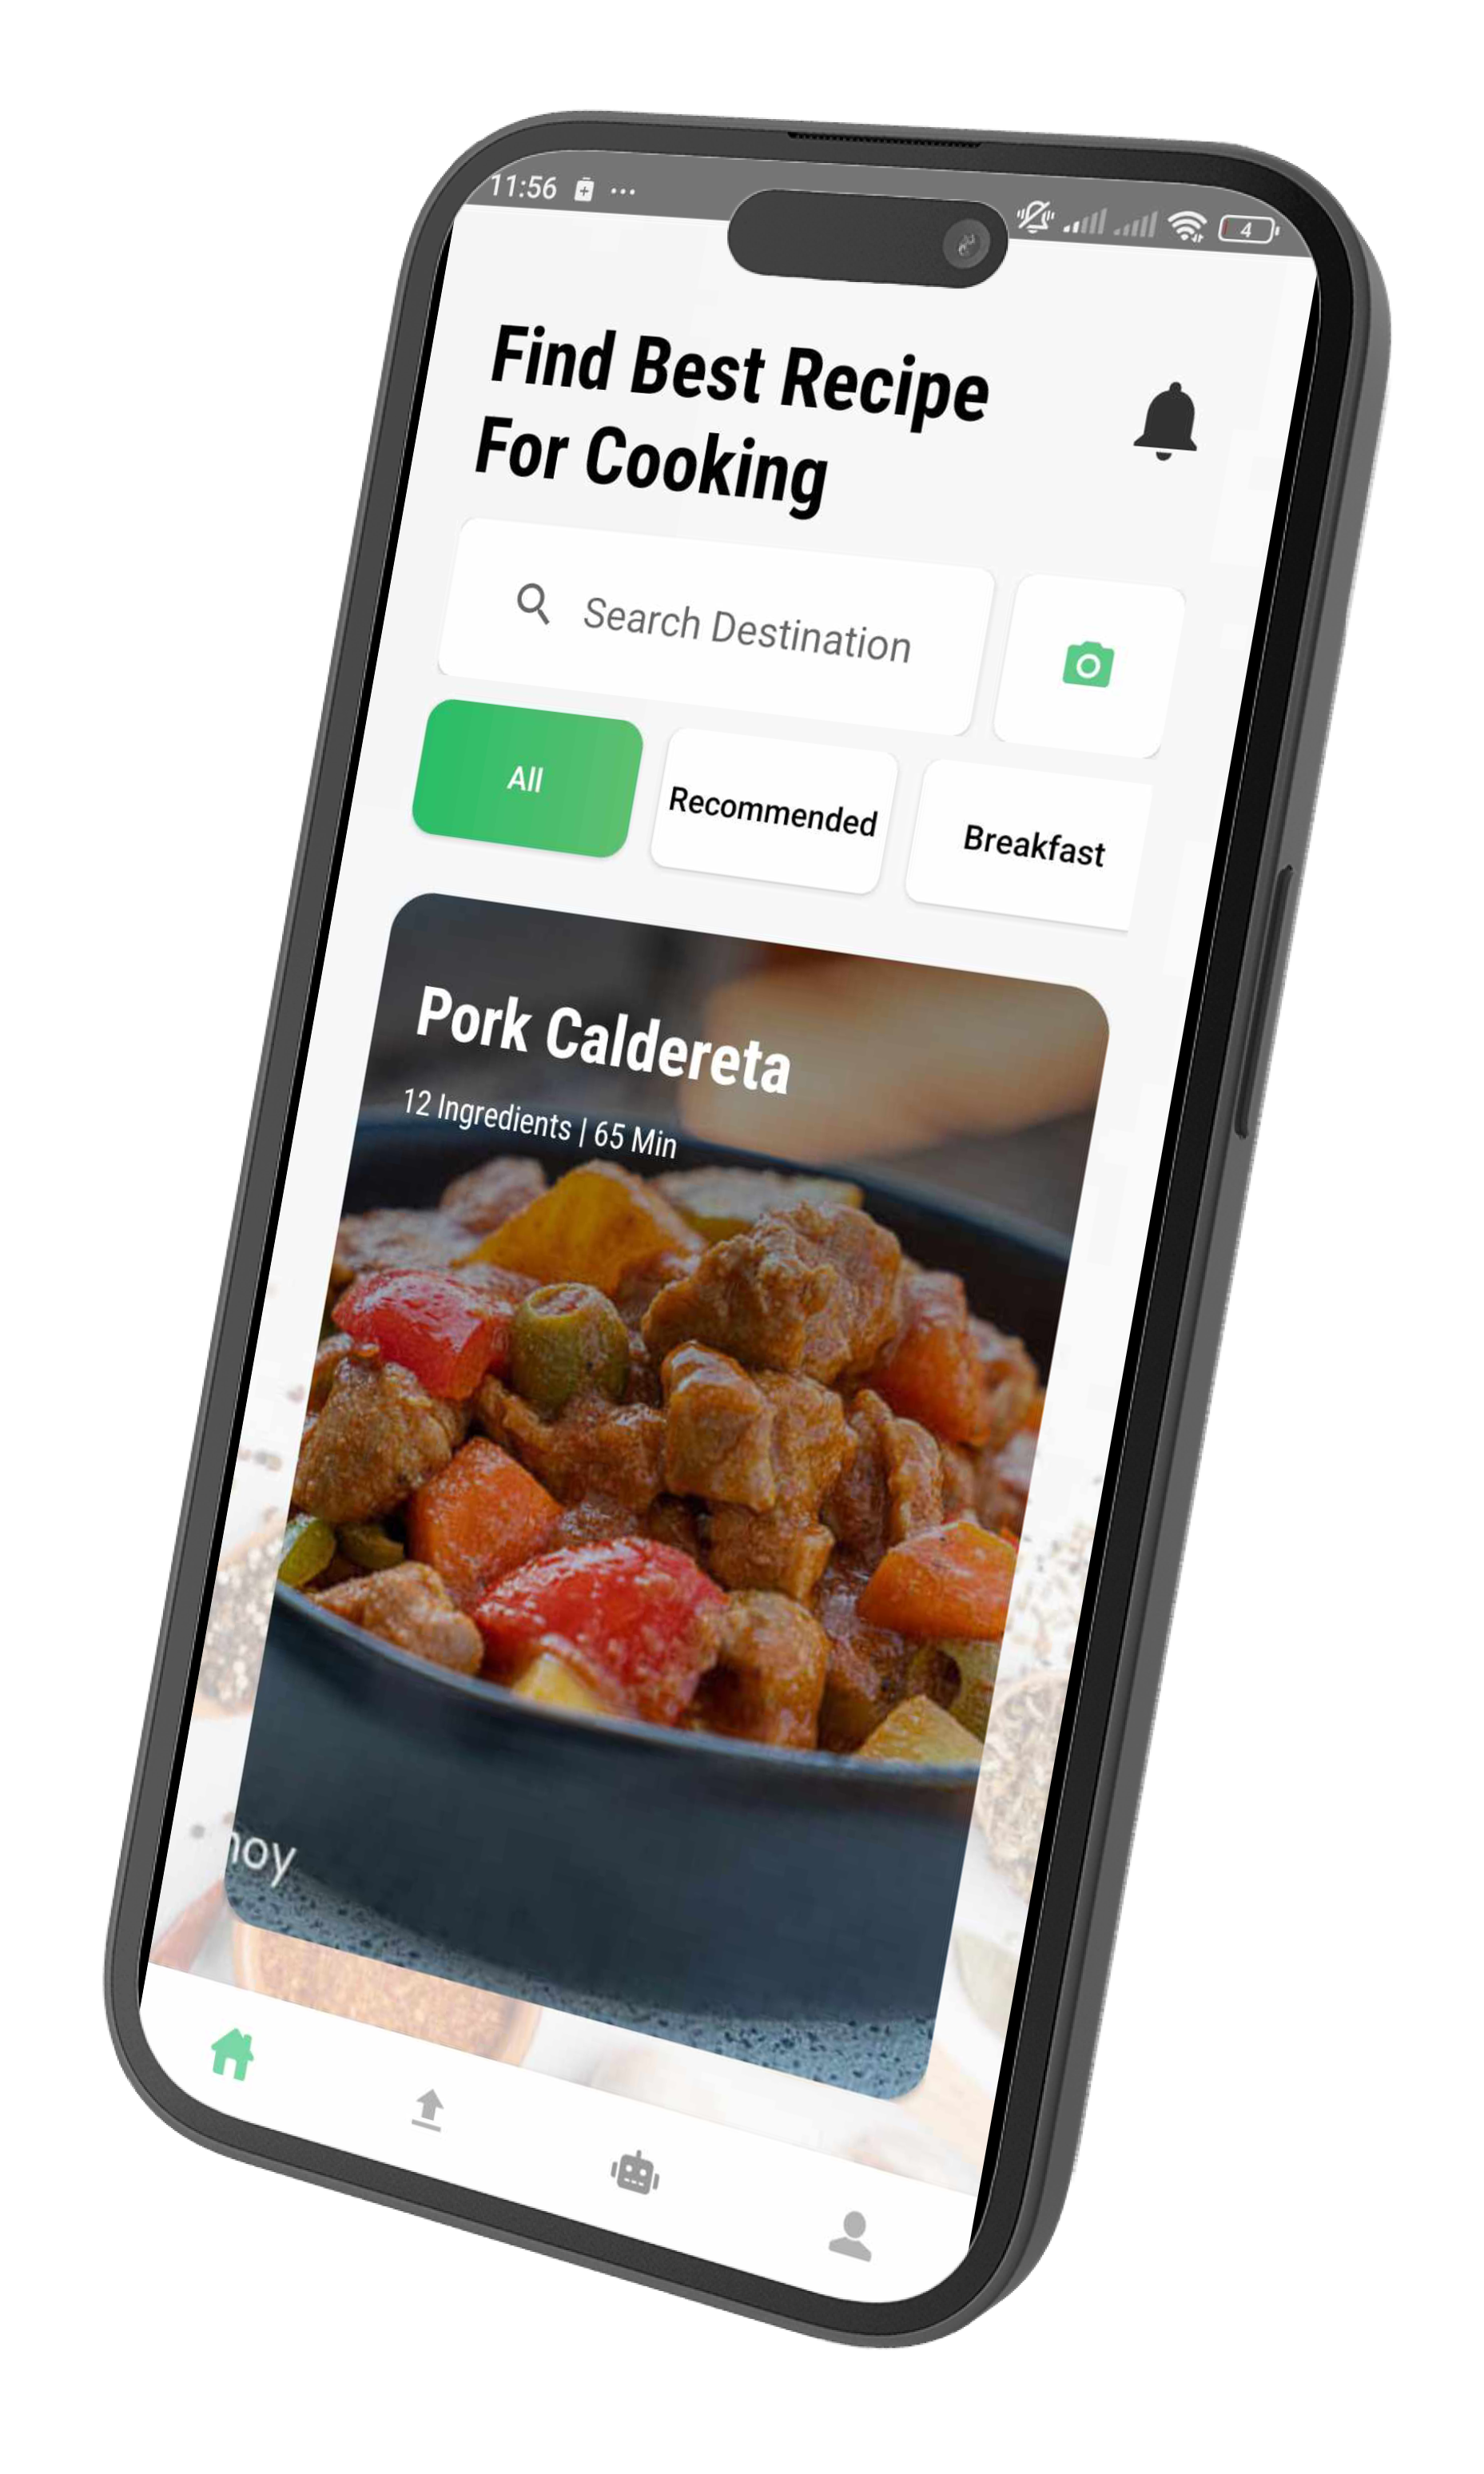 11:56
4
Find Best Recipe
For Cooking
Search Destination
All
Recommended
Breakfast
Pork Caldereta
12 Ingredients | 65 Min
noy